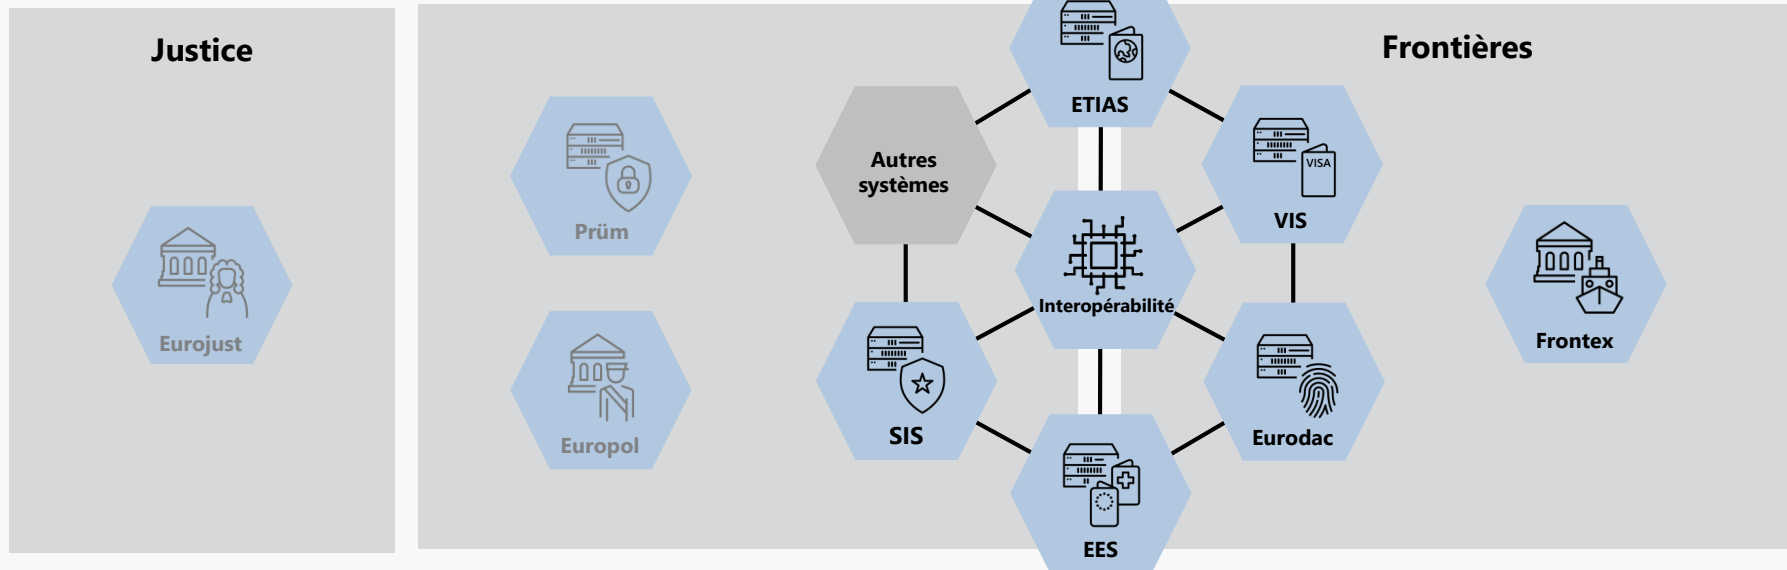 Justice
Frontières
ETIAS
Autres
systèmes
VISA
VIS
Prüm
Interopérabilité
Eurojust
Frontex
Europol
SIS
Eurodac
EES